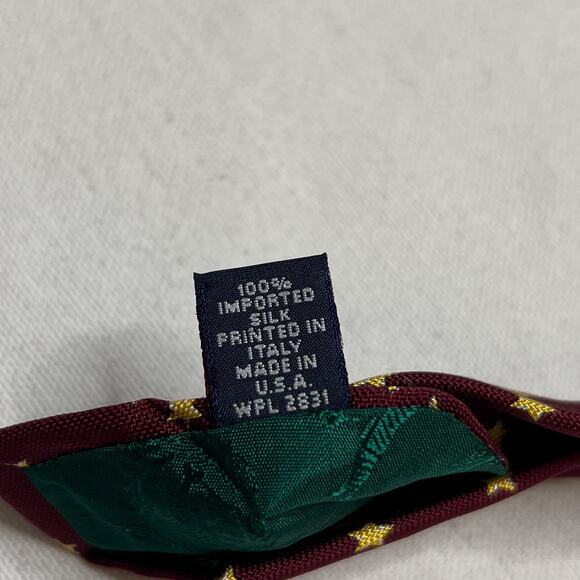 100%
IMPORTED
SILK
PRINTED IN
ITALY
MADE IN
U.S.A.
WPL 2831